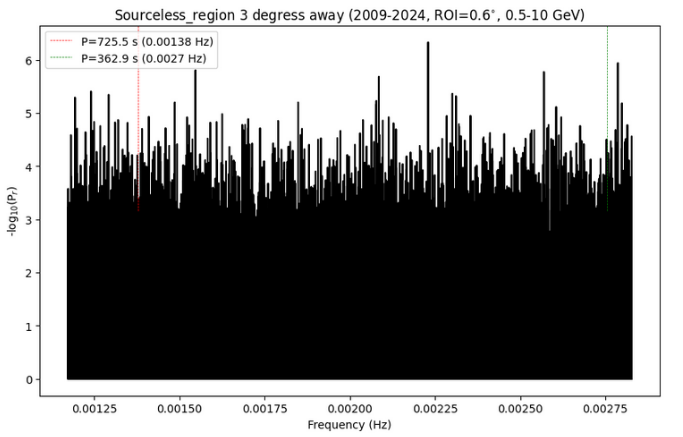 Sourceless_region 3 degress away (2009-2024, ROI=0.6°, 0.5-10 GeV)
P=725.5 s (0.00138 Hz)
P=362.9 s (0.0027 Hz)
6
5
4
3
2
1
0
-log₁₀(Pᵣ)
0.00125 0.00150 0.00175 0.00200 0.00225 0.00250 0.00275
Frequency (Hz)